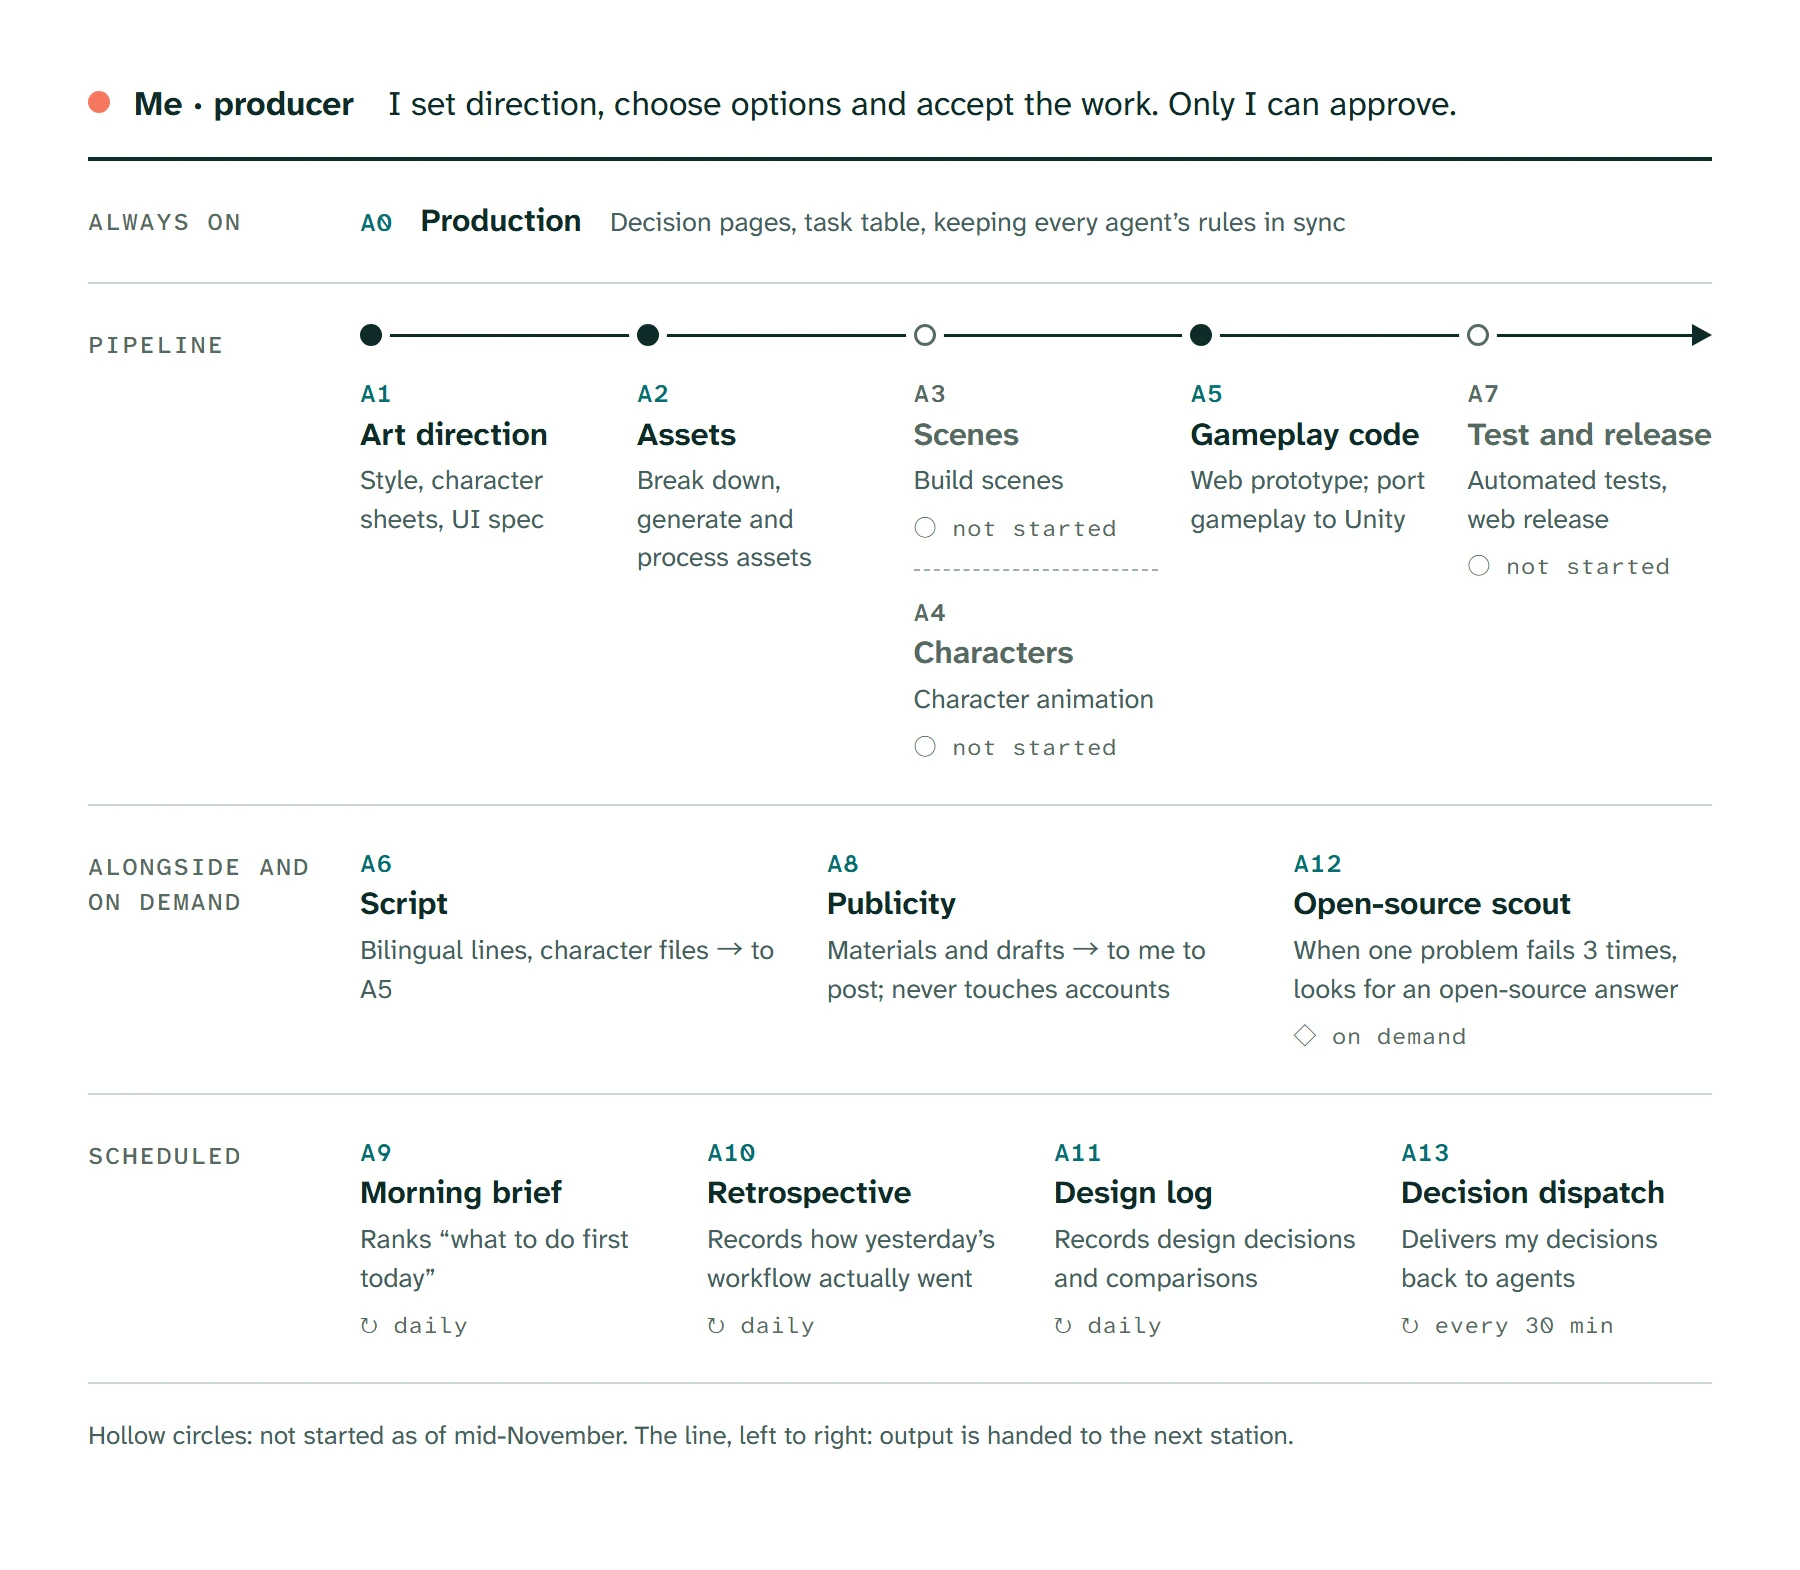 Me · producer I set direction, choose options and accept the work. Only I can approve.
ALWAYS ON
A0 Production Decision pages, task table, keeping every agent’s rules in sync
PIPELINE
A1
Art direction
Style, character
sheets, UI spec
A2
Assets
Break down,
generate and
process assets
A3
Scenes
Build scenes
○ not started
A4
Characters
Character animation
○ not started
A5
Gameplay code
Web prototype; port
gameplay to Unity
A7
Test and release
Automated tests,
web release
○ not started
ALONGSIDE AND
ON DEMAND
A6
Script
Bilingual lines, character files → to
A5
A8
Publicity
Materials and drafts → to me to
post; never touches accounts
A12
Open-source scout
When one problem fails 3 times,
looks for an open-source answer
◇ on demand
SCHEDULED
A9
Morning brief
Ranks “what to do first
today”
↻ daily
A10
Retrospective
Records how yesterday’s
workflow actually went
↻ daily
A11
Design log
Records design decisions
and comparisons
↻ daily
A13
Decision dispatch
Delivers my decisions
back to agents
↻ every 30 min
Hollow circles: not started as of mid-November. The line, left to right: output is handed to the next station.